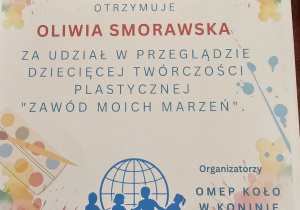 OTRZYMUJE
OLIWIA SMORAWSKA
ZA UDZIAŁ W PRZEGLĄDZIE
DZIECIĘCEJ TWÓRCZOŚCI
PLASTYCZNEJ
"ZAWÓD MOICH MARZEŃ".
Organizatorzy
OMEP KOŁO
W KONINIE